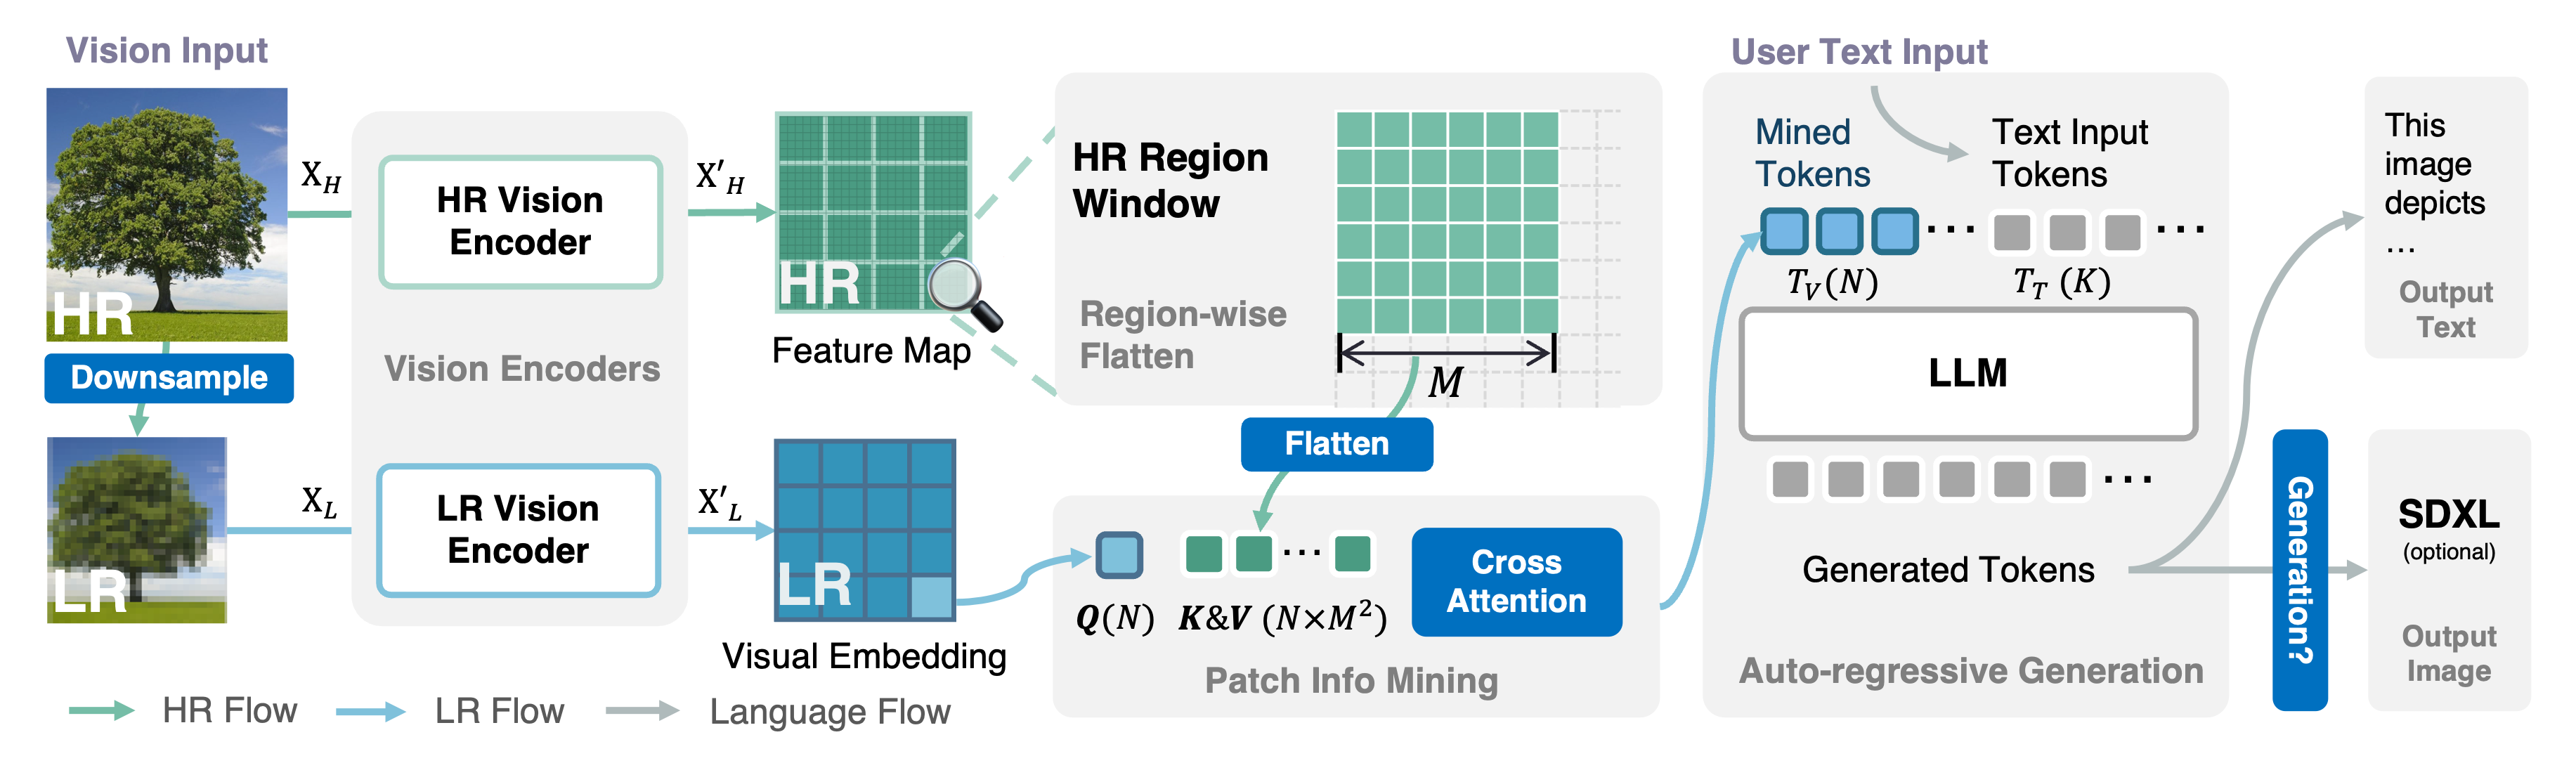 Vision Input
HR
X_H
Downsample
LR
X_L
HR Vision
Encoder
Vision Encoders
LR Vision
Encoder
X′_H
HR
Feature Map
X′_L
LR
Visual Embedding
HR Region
Window
Region-wise
Flatten
M
Flatten
Q(N)
K&V (N×M²)
Cross
Attention
Patch Info Mining
User Text Input
Mined
Tokens
Text Input
Tokens
...
...
T_V(N)
T_T (K)
LLM
...
Generated Tokens
Auto-regressive Generation
This
image
depicts
...
Output
Text
Generation?
SDXL
(optional)
Output
Image
HR Flow
LR Flow
Language Flow